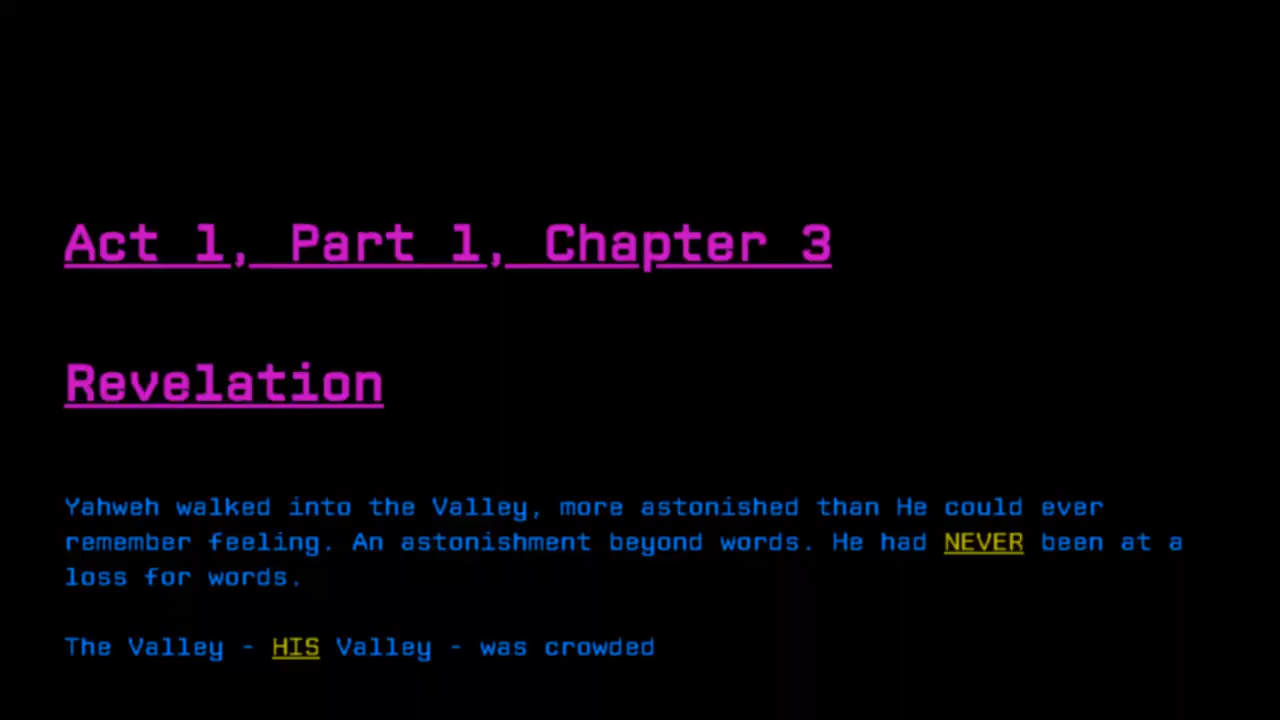 Act 1, Part 1, Chapter 3
Revelation
Yahweh walked into the Valley, more astonished than He could ever
remember feeling. An astonishment beyond words. He had NEVER been at a
loss for words.
The Valley - HIS Valley - was crowded